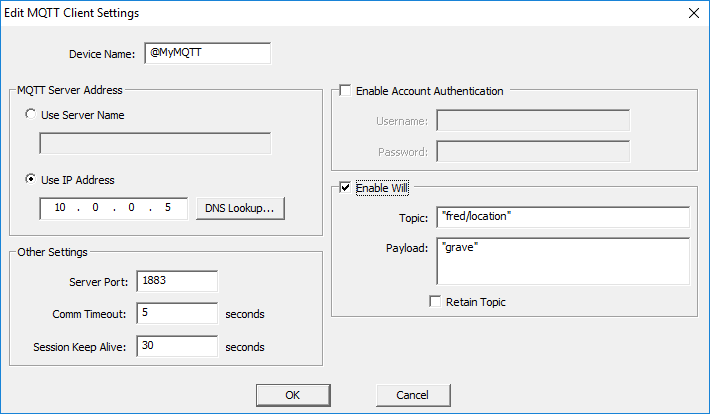 Edit MQTT Client Settings
Device Name: @MyMQTT
MQTT Server Address
Use Server Name
Use IP Address
10 . 0 . 0 . 5 DNS Lookup...
Other Settings
Server Port: 1883
Comm Timeout: 5 seconds
Session Keep Alive: 30 seconds
Enable Account Authentication
Username:
Password:
Enable Will
Topic: "fred/location"
Payload: "grave"
Retain Topic
OK Cancel